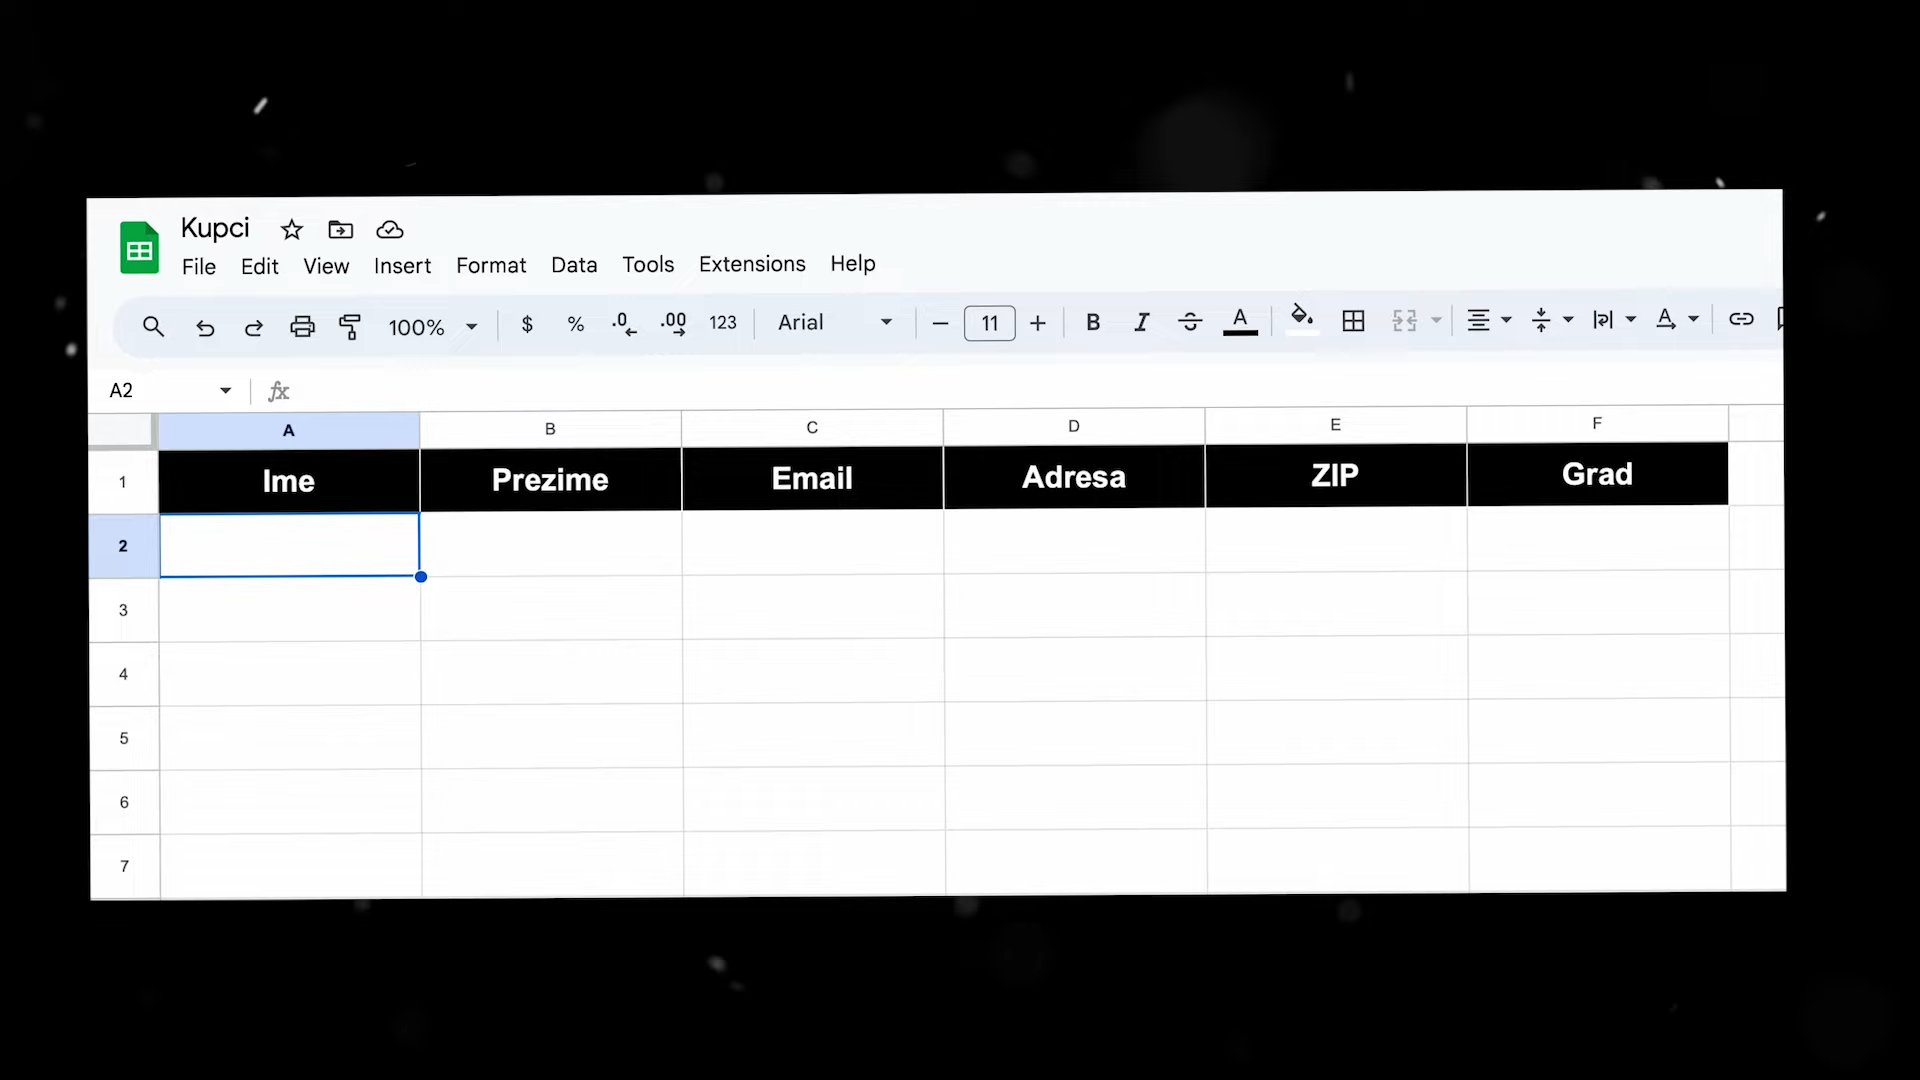 Kupci
File Edit View Insert Format Data Tools Extensions Help
100% $ % .0 .00 123 Arial 11 B I S A A
A2 fx
A B C D E F
1 Ime Prezime Email Adresa ZIP Grad
2
3
4
5
6
7